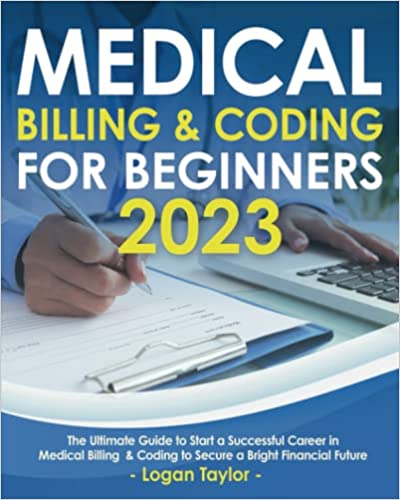 MEDICAL
BILLING & CODING
FOR BEGINNERS
2023
The Ultimate Guide to Start a Successful Career in
Medical Billing & Coding to Secure a Bright Financial Future
- Logan Taylor -